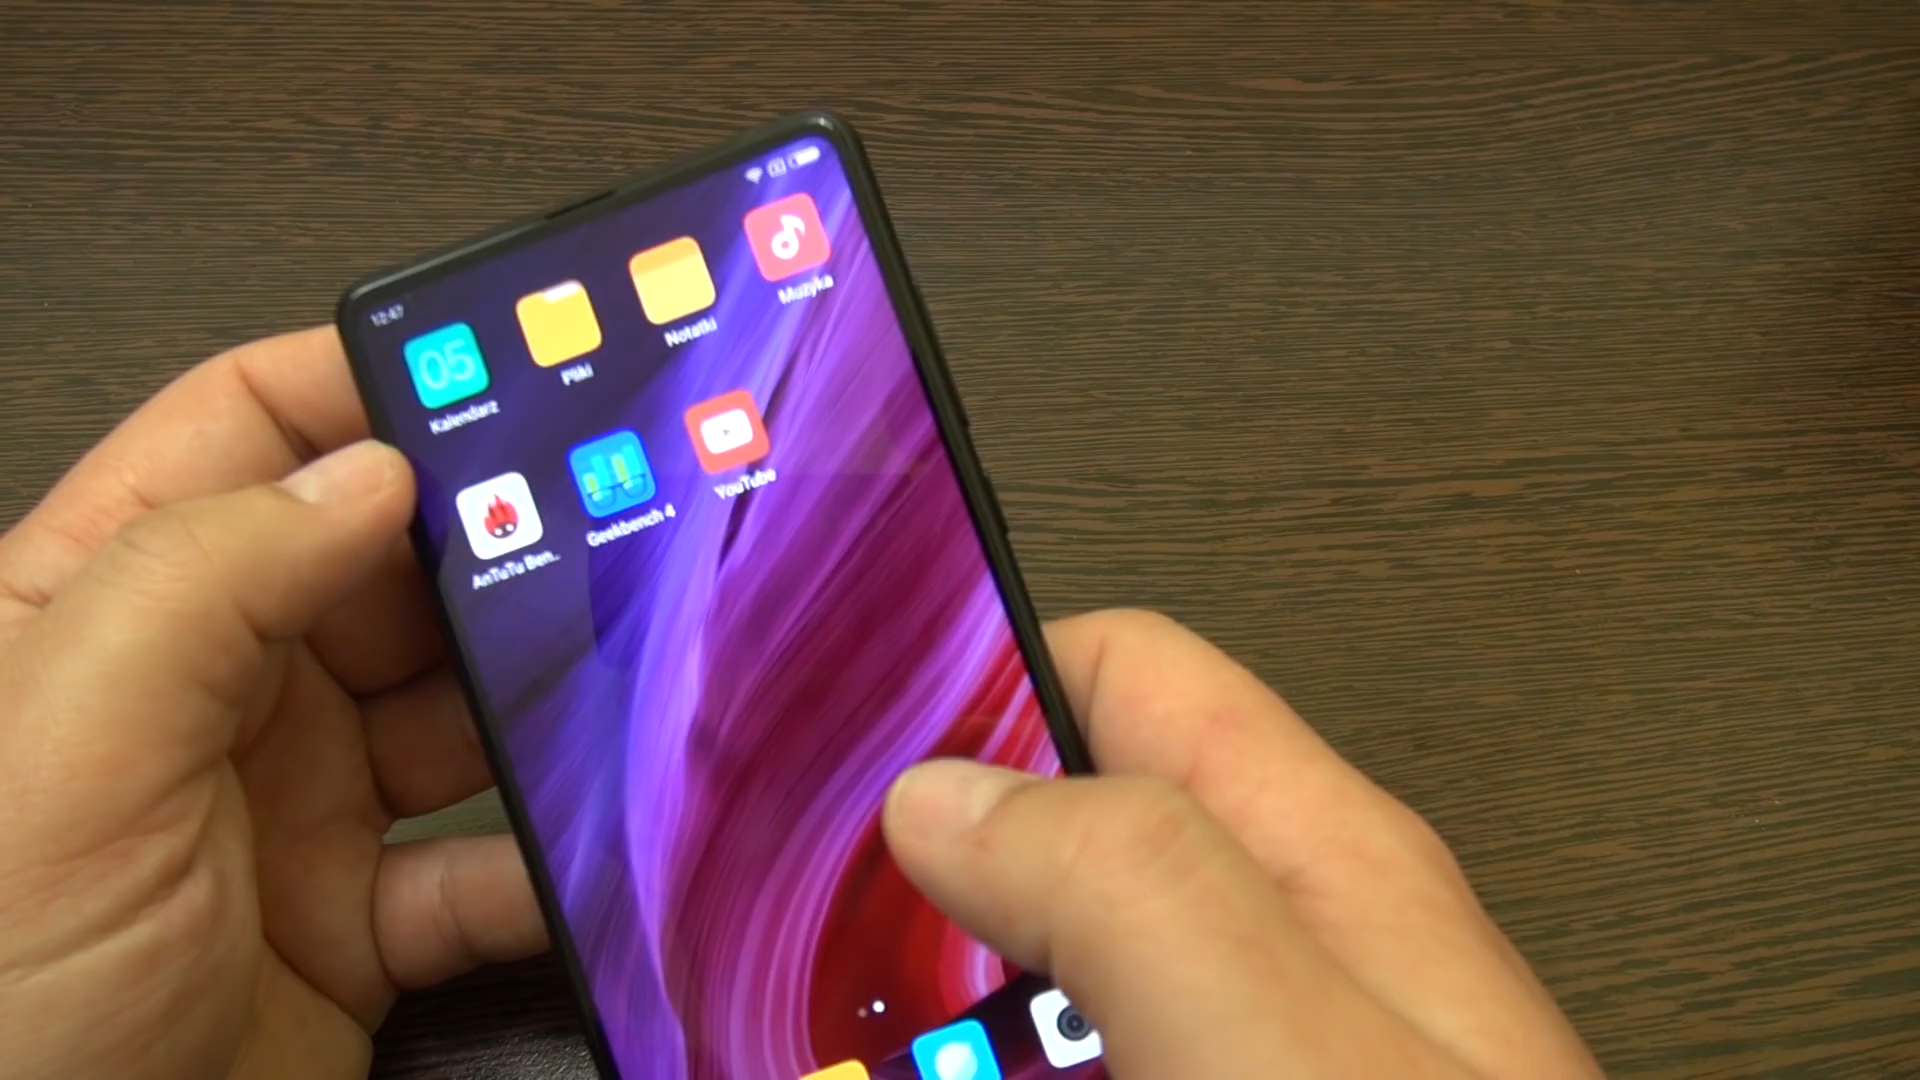 12:47
05
Kalendarz
Pliki
Notatki
Muzyka
AnTuTu Ben...
Geekbench 4
YouTube